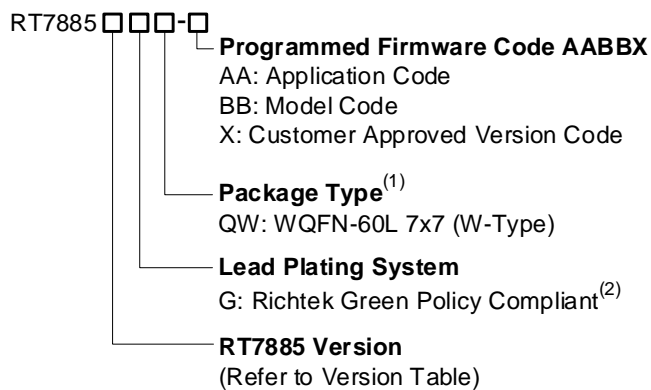 RT7885□□□-□
Programmed Firmware Code AABBX
AA: Application Code
BB: Model Code
X: Customer Approved Version Code
Package Type(1)
QW: WQFN-60L 7x7 (W-Type)
Lead Plating System
G: Richtek Green Policy Compliant(2)
RT7885 Version
(Refer to Version Table)